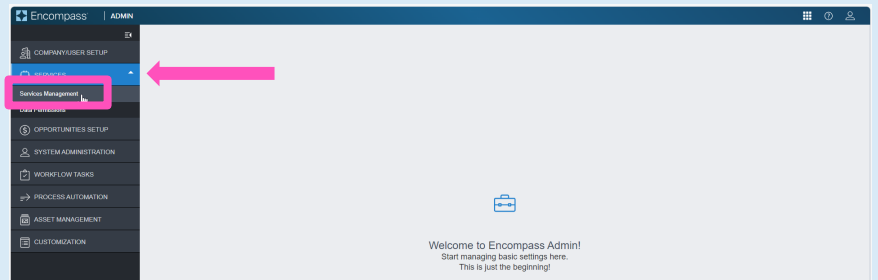 Encompass | ADMIN
COMPANY/USER SETUP
SERVICES
Services Management
Data Permissions
OPPORTUNITIES SETUP
SYSTEM ADMINISTRATION
WORKFLOW TASKS
PROCESS AUTOMATION
ASSET MANAGEMENT
CUSTOMIZATION
Welcome to Encompass Admin!
Start managing basic settings here.
This is just the beginning!